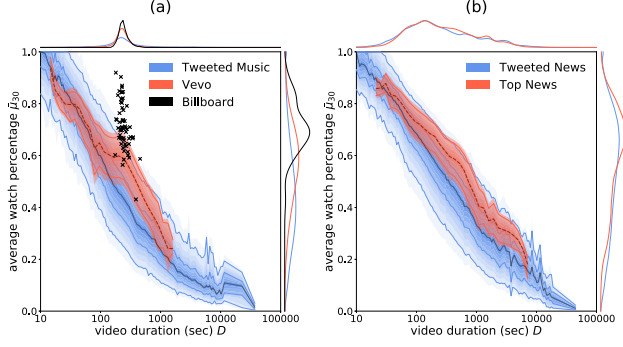 (a)
Tweeted Music
Vevo
Billboard
average watch percentage μ̄₃₀
1.0
0.8
0.6
0.4
0.2
0.0
10
100
1000
10000
100000
video duration (sec) D
(b)
Tweeted News
Top News
average watch percentage μ̄₃₀
1.0
0.8
0.6
0.4
0.2
0.0
10
100
1000
10000
100000
video duration (sec) D